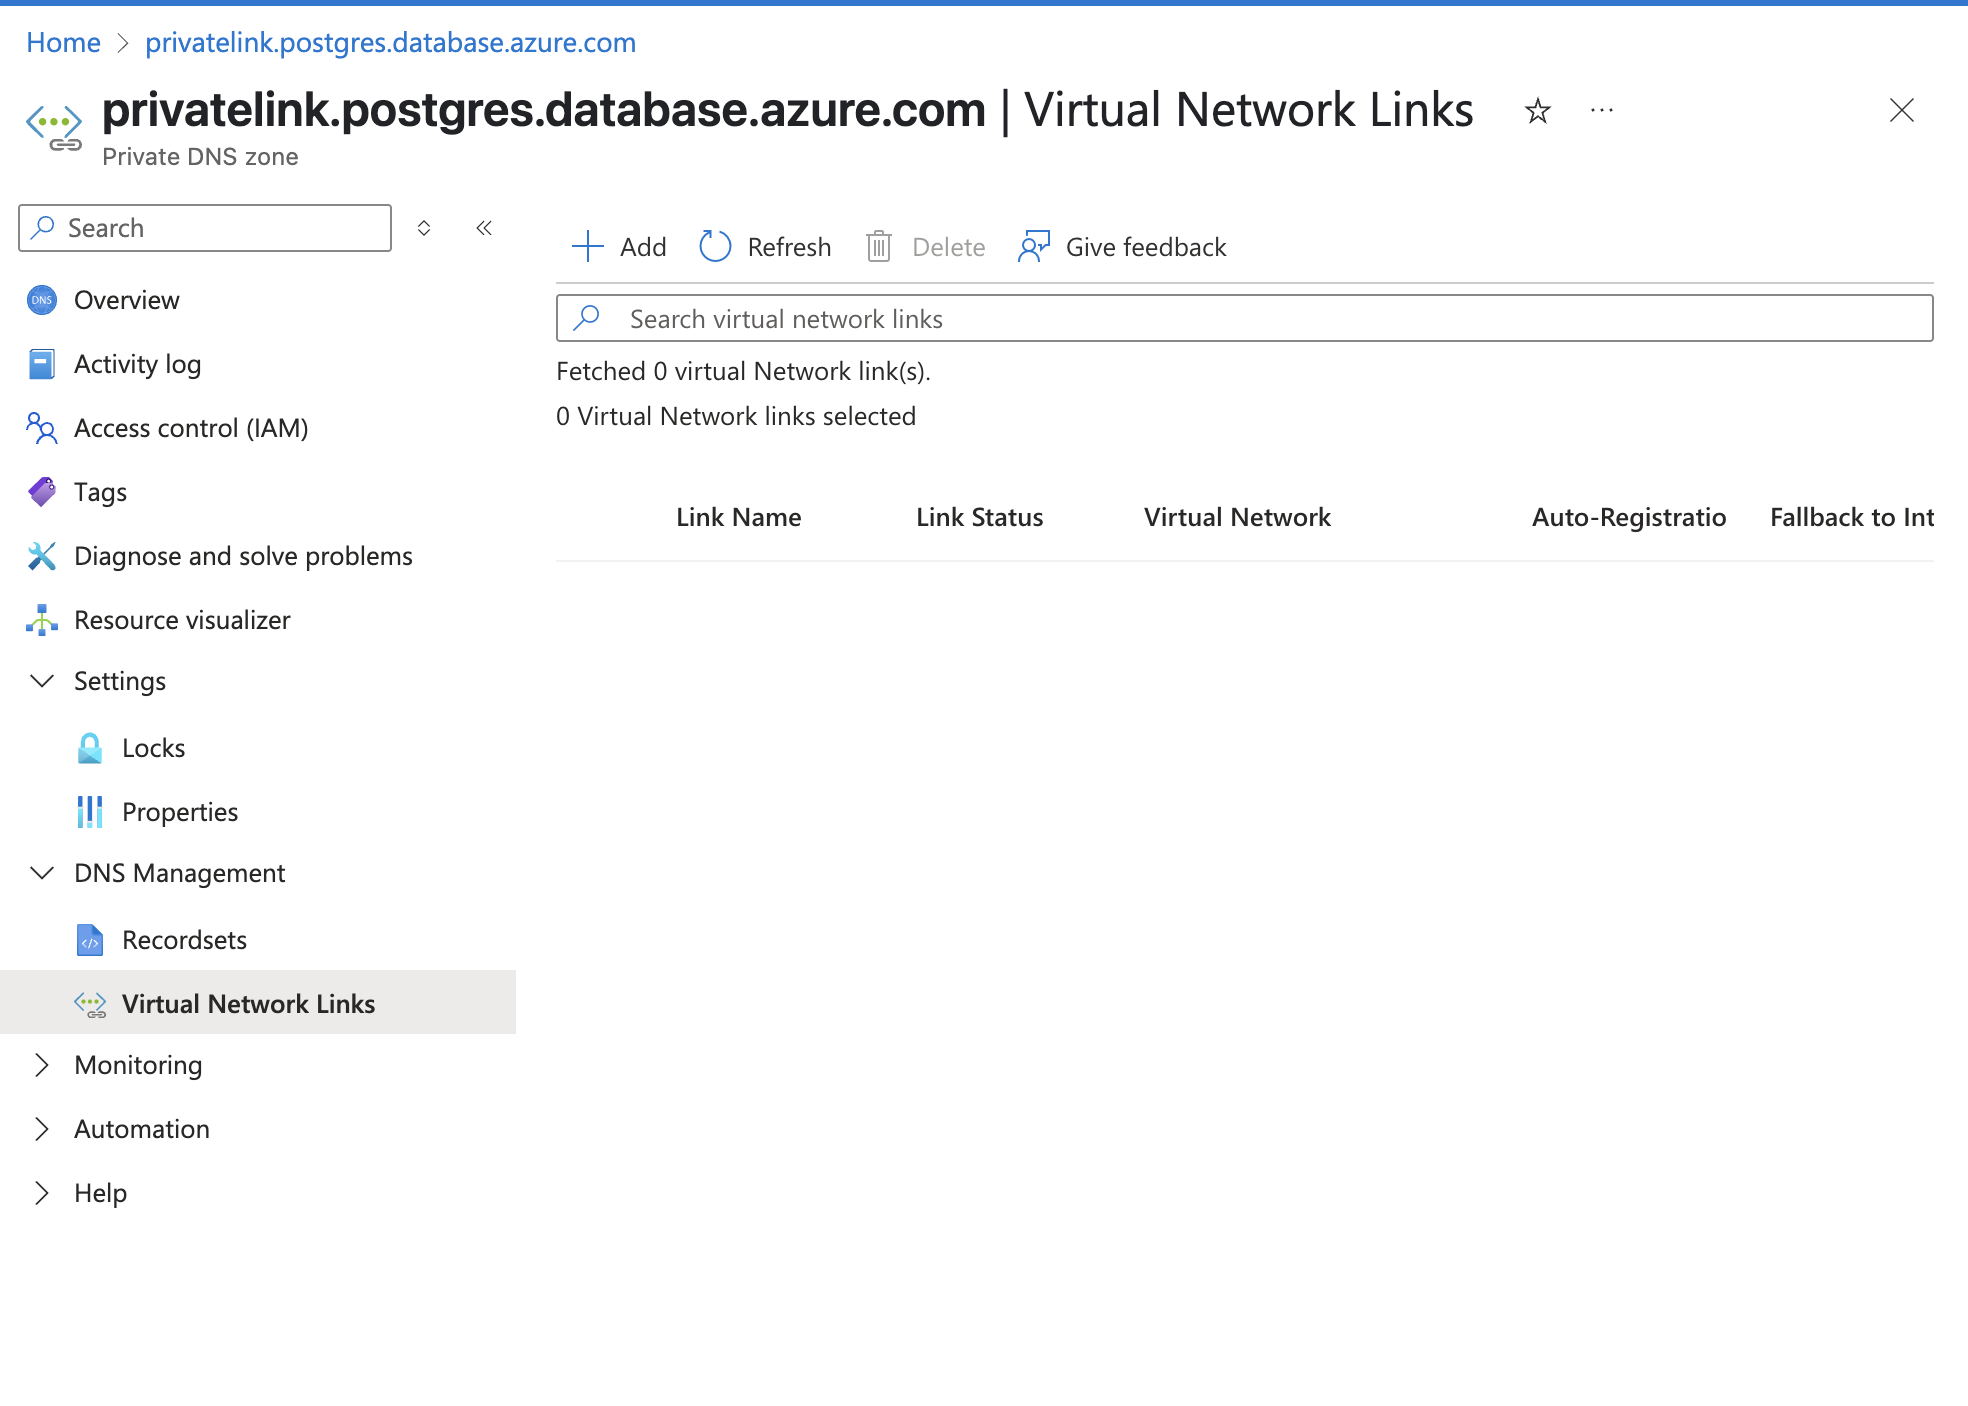 Home > privatelink.postgres.database.azure.com
privatelink.postgres.database.azure.com | Virtual Network Links
Private DNS zone
Search
Add Refresh Delete Give feedback
Search virtual network links
Fetched 0 virtual Network link(s).
0 Virtual Network links selected
Link Name Link Status Virtual Network Auto-Registratio Fallback to Int
DNS Overview
Activity log
Access control (IAM)
Tags
Diagnose and solve problems
Resource visualizer
Settings
Locks
Properties
DNS Management
Recordsets
Virtual Network Links
Monitoring
Automation
Help